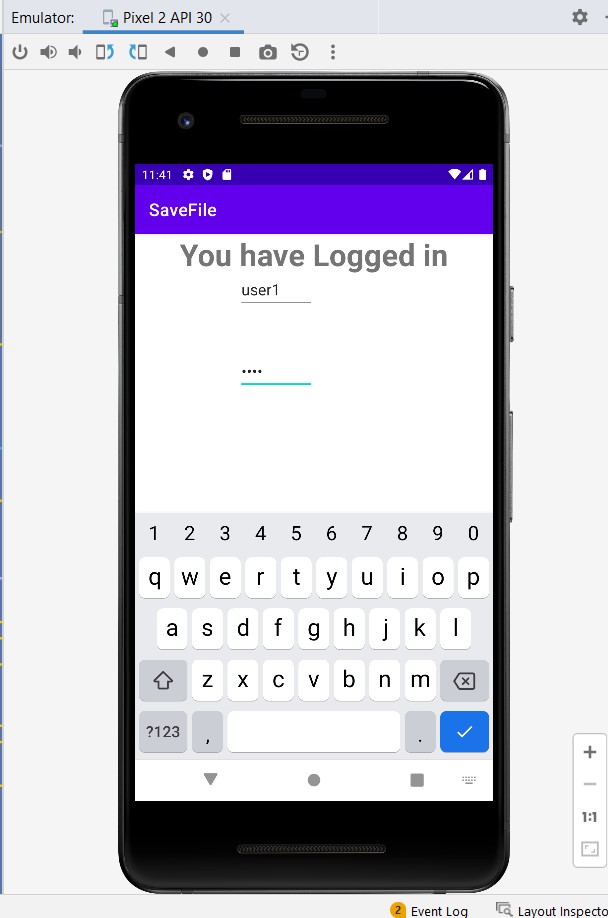 Emulator: Pixel 2 API 30
11:41
SaveFile
You have Logged in
user1
••••
1 2 3 4 5 6 7 8 9 0
q w e r t y u i o p
a s d f g h j k l
z x c v b n m
?123 , .
1:1
2 Event Log Layout Inspecto